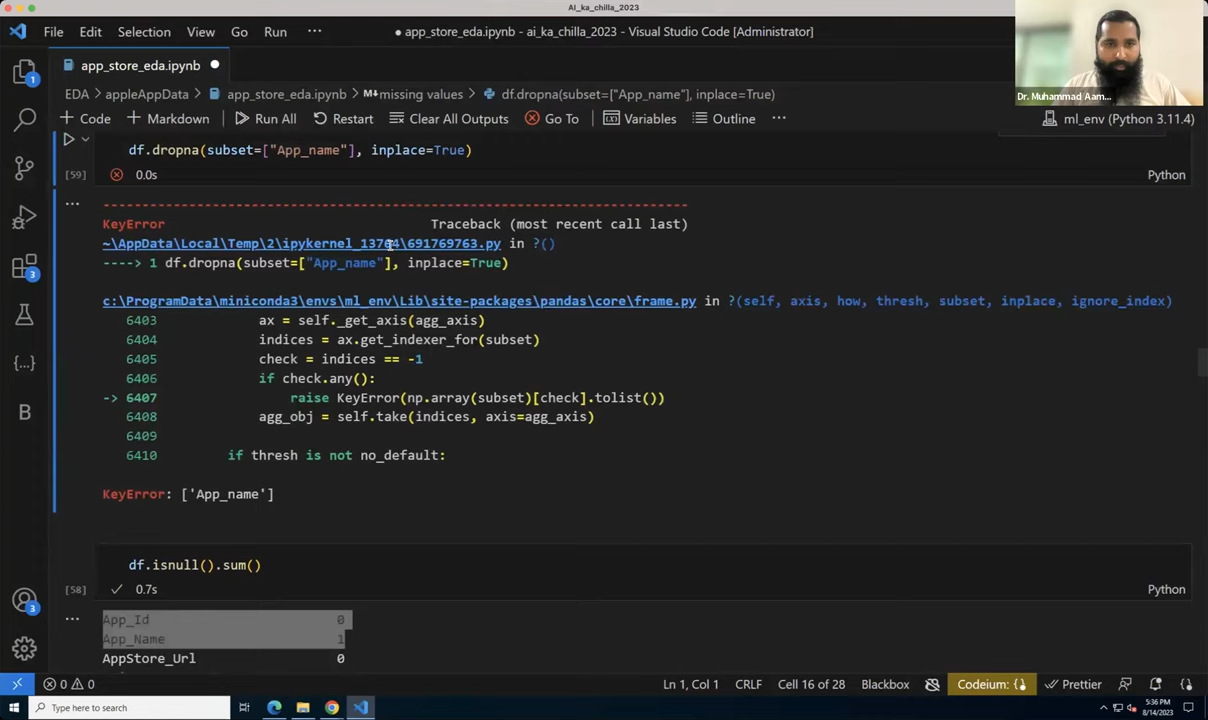 AI_ka_chilla_2023
File Edit Selection View Go Run ···
app_store_eda.ipynb - ai_ka_chilla_2023 - Visual Studio Code [Administrator]
Dr. Muhammad Aam...
app_store_eda.ipynb
EDA > appleAppData > app_store_eda.ipynb > missing values > df.dropna(subset=["App_name"], inplace=True)
+ Code + Markdown Run All Restart Clear All Outputs Go To Variables Outline ··· ml_env (Python 3.11.4)
df.dropna(subset=["App_name"], inplace=True)
[59] 0.0s Python
---------------------------------------------------------------------------
KeyError Traceback (most recent call last)
~\AppData\Local\Temp\2\ipykernel_13764\691769763.py in ?()
----> 1 df.dropna(subset=["App_name"], inplace=True)
c:\ProgramData\miniconda3\envs\ml_env\Lib\site-packages\pandas\core\frame.py in ?(self, axis, how, thresh, subset, inplace, ignore_index)
6403 ax = self._get_axis(agg_axis)
6404 indices = ax.get_indexer_for(subset)
6405 check = indices == -1
6406 if check.any():
-> 6407 raise KeyError(np.array(subset)[check].tolist())
6408 agg_obj = self.take(indices, axis=agg_axis)
6409
6410 if thresh is not no_default:
KeyError: ['App_name']
df.isnull().sum()
[58] 0.7s Python
App_Id 0
App_Name 1
AppStore_Url 0
0 0 Ln 1, Col 1 CRLF Cell 16 of 28 Blackbox Codeium: {} Prettier
Type here to search
5:36 PM
8/14/2023